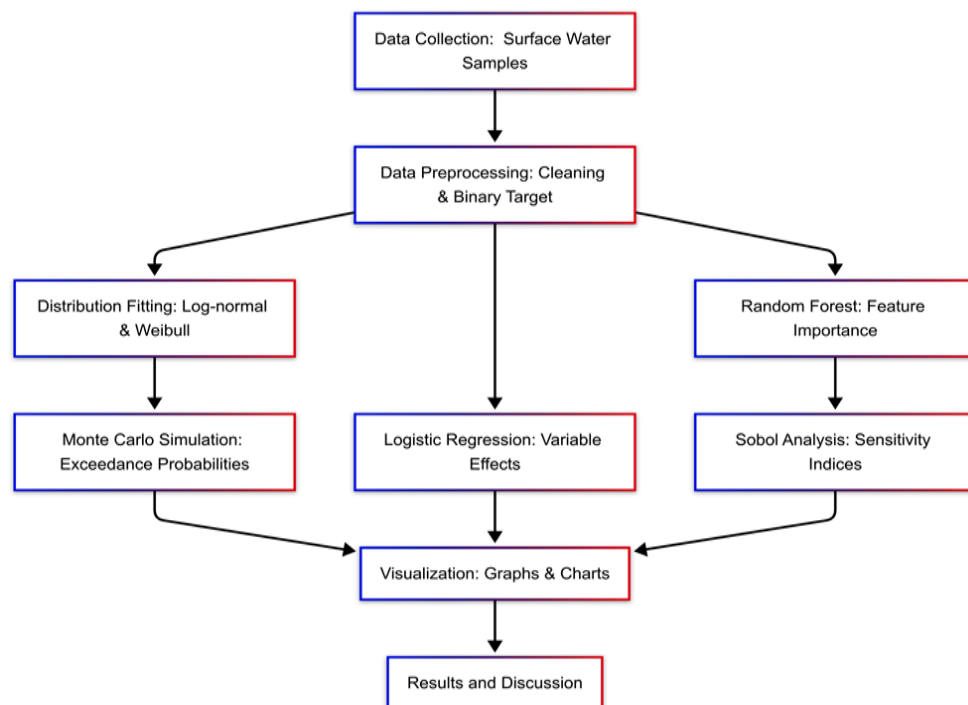 Data Collection: Surface Water
Samples
Data Preprocessing: Cleaning
& Binary Target
Distribution Fitting: Log-normal
& Weibull
Random Forest: Feature
Importance
Monte Carlo Simulation:
Exceedance Probabilities
Logistic Regression: Variable
Effects
Sobol Analysis: Sensitivity
Indices
Visualization: Graphs & Charts
Results and Discussion